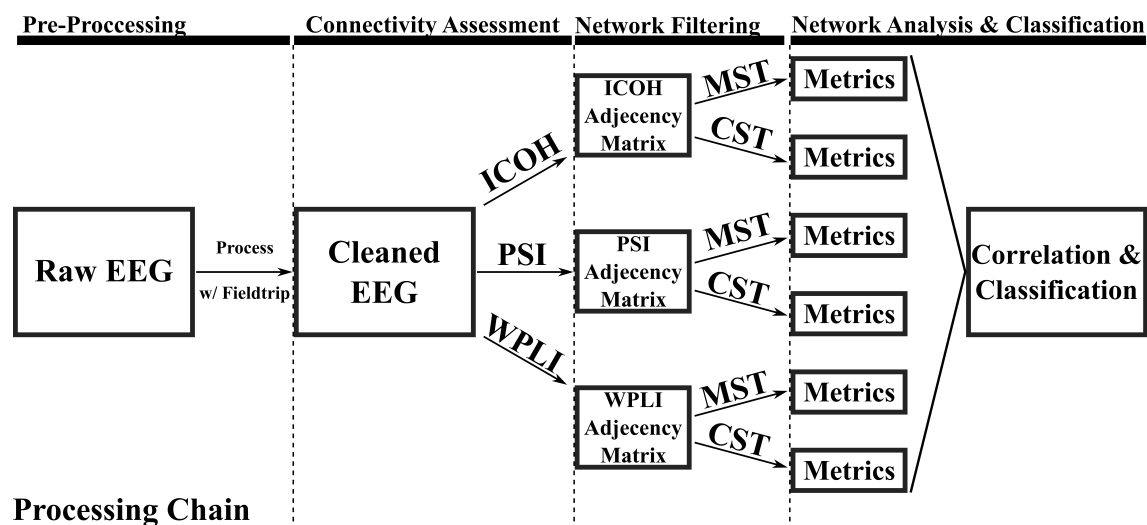 Pre-Proccessing
Connectivity Assessment
Network Filtering
Network Analysis & Classification
Raw EEG
Process
w/ Fieldtrip
Cleaned
EEG
ICOH
PSI
WPLI
ICOH
Adjecency
Matrix
MST
CST
PSI
Adjecency
Matrix
MST
CST
WPLI
Adjecency
Matrix
MST
CST
Metrics
Metrics
Metrics
Metrics
Metrics
Metrics
Correlation &
Classification
Processing Chain